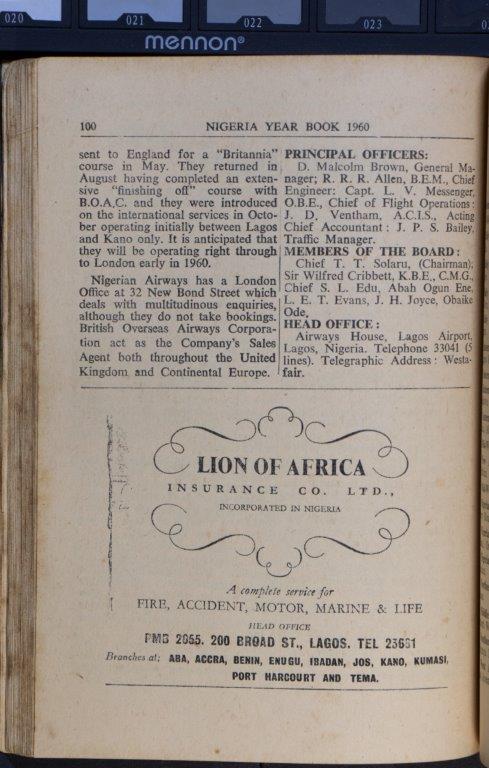 020
021
022
023
mennon®
100
NIGERIA YEAR BOOK 1960
sent to England for a "Britannia"
course in May. They returned in
August having completed an exten-
sive "finishing off" course with
B.O.A.C. and they were introduced
on the international services in Octo-
ber operating initially between Lagos
and Kano only. It is anticipated that
they will be operating right through
to London early in 1960.
Nigerian Airways has a London
Office at 32 New Bond Street which
deals with multitudinous enquiries,
although they do not take bookings.
British Overseas Airways Corpora-
tion act as the Company's Sales
Agent both throughout the United
Kingdom and Continental Europe.
PRINCIPAL OFFICERS:
D. Malcolm Brown, General Ma-
nager; R. R. R. Allen, B.E.M., Chief
Engineer: Capt. L. V. Messenger,
O.B.E., Chief of Flight Operations:
J. D. Ventham, A.C.I.S., Acting
Chief Accountant: J. P. S. Bailey,
Traffic Manager.
MEMBERS OF THE BOARD:
Chief T. T. Solaru, (Chairman);
Sir Wilfred Cribbett, K.B.E., C.M.G.,
Chief S. L. Edu, Abah Ogun Ene,
L. E. T. Evans, J. H. Joyce, Obaike
Ode,
HEAD OFFICE:
Airways House, Lagos Airport,
Lagos, Nigeria. Telephone 33041 (5
lines). Telegraphic Address: Westa-
fair.
LION OF AFRICA
INSURANCE CO. LTD.,
INCORPORATED IN NIGERIA
A complete service for
FIRE, ACCIDENT, MOTOR, MARINE & LIFE
HEAD OFFICE
PMB 2055. 200 BROAD ST., LAGOS. TEL 23661
Branches at; ABA, ACCRA, BENIN, ENUGU, IBADAN, JOS, KANO, KUMASI,
PORT HARCOURT AND TEMA.